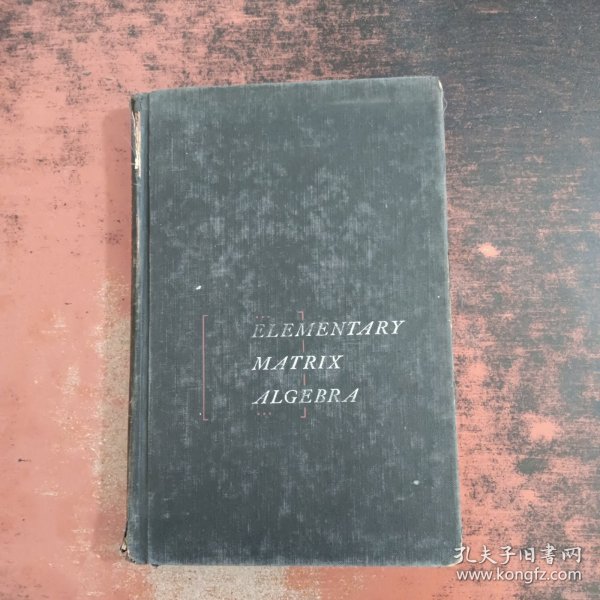 ELEMENTARY
MATRIX
ALGEBRA
孔夫子旧书网
www.kongfz.com